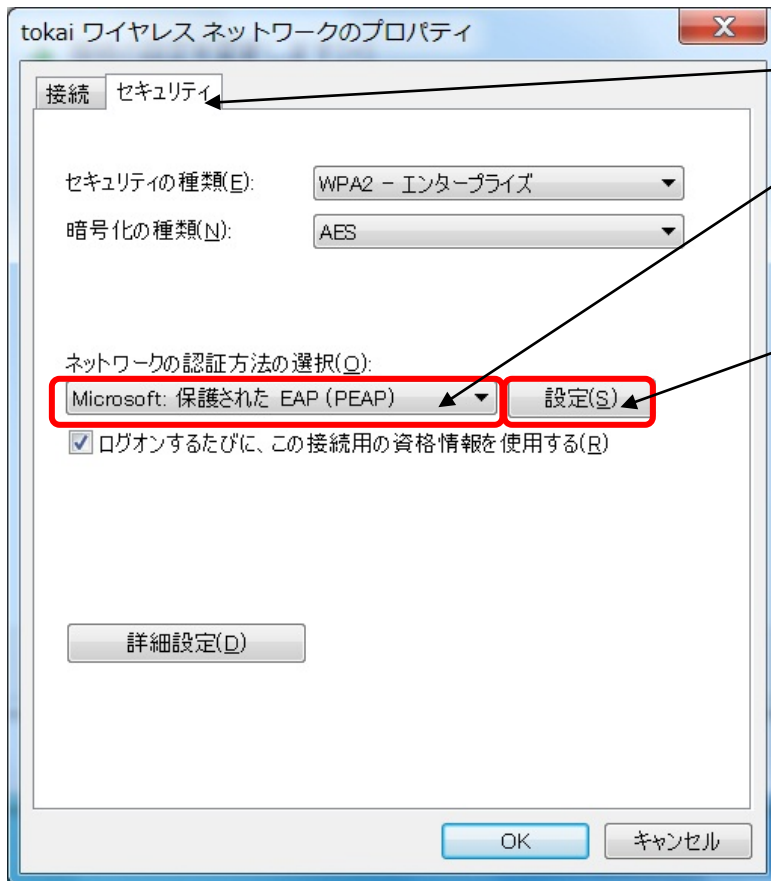 tokai ワイヤレス ネットワークのプロパティ
X
接続 セキュリティ
セキュリティの種類(E): WPA2 - エンタープライズ
暗号化の種類(N): AES
ネットワークの認証方法の選択(O):
Microsoft: 保護された EAP (PEAP) 設定(S)
ログオンするたびに、この接続用の資格情報を使用する(R)
詳細設定(D)
OK キャンセル